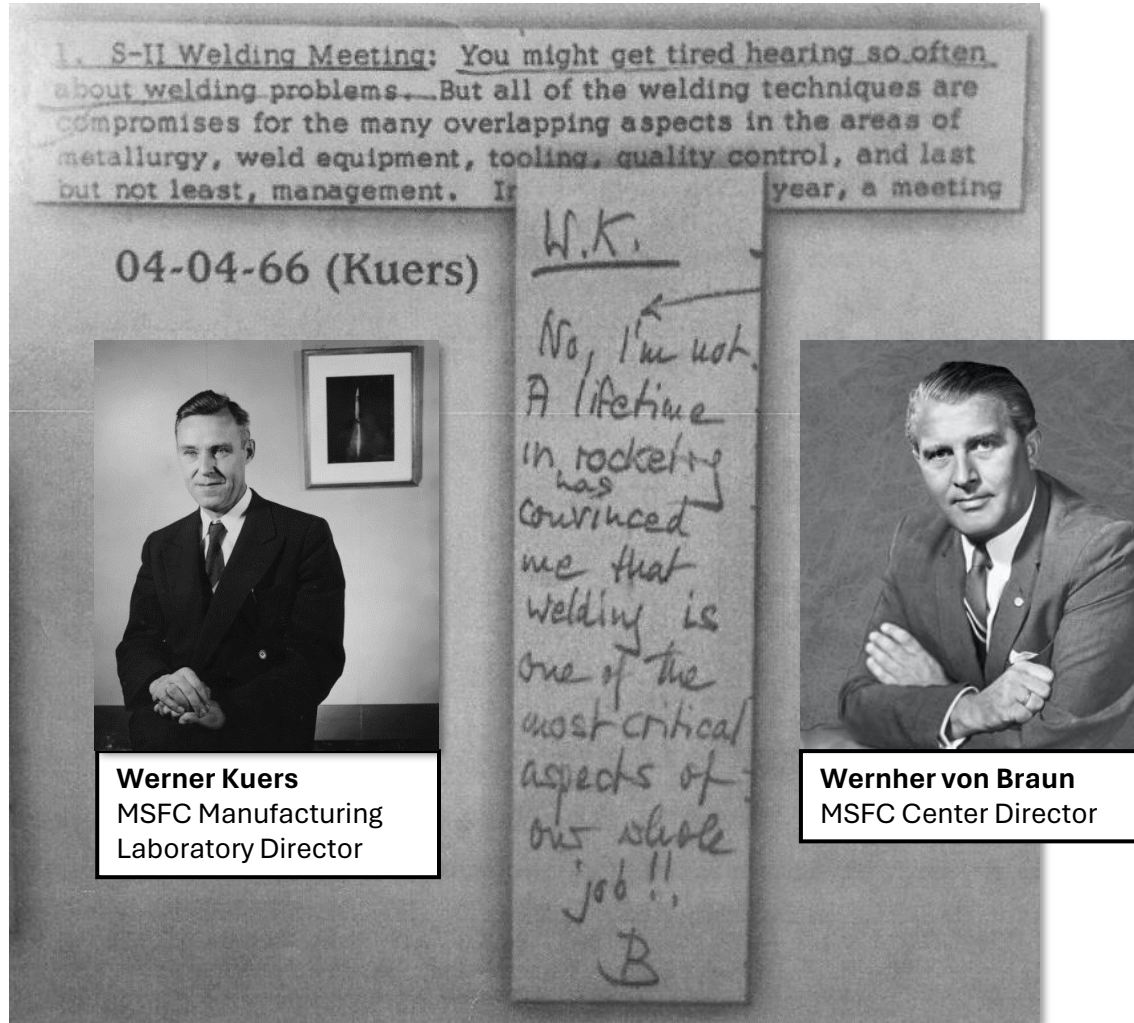 1. S-II Welding Meeting: You might get tired hearing so often
about welding problems. But all of the welding techniques are
compromises for the many overlapping aspects in the areas of
metallurgy, weld equipment, tooling, quality control, and last
but not least, management. year, a meeting
04-04-66 (Kuers)
W.K.
No, I'm not.
A lifetime
in rocketry
has
convinced
me that
welding is
one of the
most critical
aspects of
our whole
job!!
B
Werner Kuers
MSFC Manufacturing
Laboratory Director
Wernher von Braun
MSFC Center Director